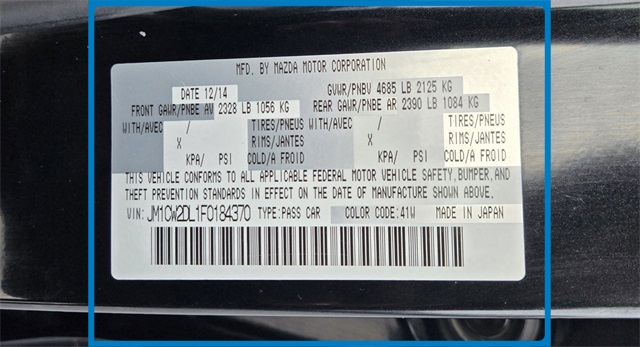 MFD. BY MAZDA MOTOR CORPORATION
DATE 12/14 GVWR/PNBV 4685 LB 2125 KG
FRONT GAWR/PNBE AV 2328 LB 1056 KG REAR GAWR/PNBE AR 2390 LB 1084 KG
WITH/AVEC / TIRES/PNEUS WITH/AVEC / TIRES/PNEUS
X RIMS/JANTES X RIMS/JANTES
KPA/ PSI COLD/A FROID KPA/ PSI COLD/A FROID
THIS VEHICLE CONFORMS TO ALL APPLICABLE FEDERAL MOTOR VEHICLE SAFETY, BUMPER, AND
THEFT PREVENTION STANDARDS IN EFFECT ON THE DATE OF MANUFACTURE SHOWN ABOVE.
VIN: JM1CW2DL1F0184370 TYPE:PASS CAR COLOR CODE:41W MADE IN JAPAN